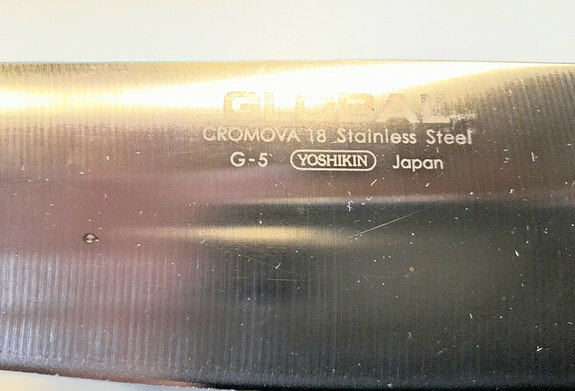 GLOBAL
CROMOVA 18 Stainless Steel
G-5 YOSHIKIN Japan